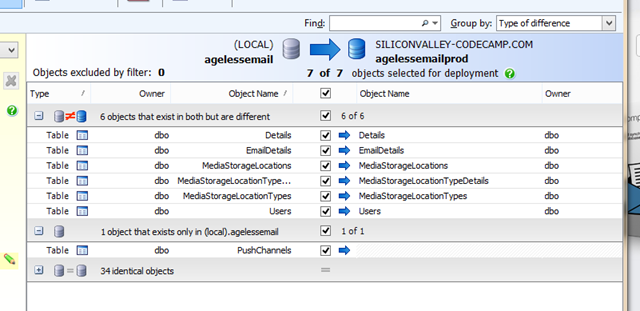 Find:
Group by: Type of difference
(LOCAL) SILICONVALLEY-CODECAMP.COM
agelessemail agelessemailprod
Objects excluded by filter: 0 7 of 7 objects selected for deployment
Type Owner Object Name Object Name Owner
6 objects that exist in both but are different 6 of 6
Table dbo Details Details dbo
Table dbo EmailDetails EmailDetails dbo
Table dbo MediaStorageLocations MediaStorageLocations dbo
Table dbo MediaStorageLocationType... MediaStorageLocationTypeDetails dbo
Table dbo MediaStorageLocationTypes MediaStorageLocationTypes dbo
Table dbo Users Users dbo
1 object that exists only in (local).agelessemail 1 of 1
Table dbo PushChannels
34 identical objects